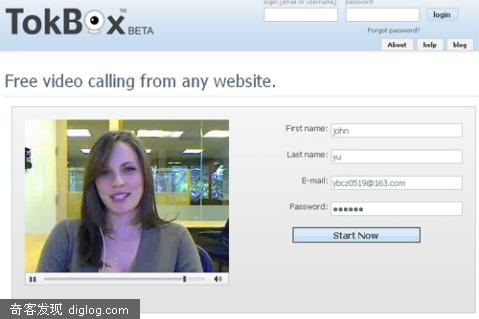 TokBox™ BETA
login [email or username] password
login
Forgot password?
About help blog
Free video calling from any website.
First name: john
Last name: yu
E-mail: ybcz0519@163.com
Password: ●●●●●●
Start Now
奇客发现 diglog.com